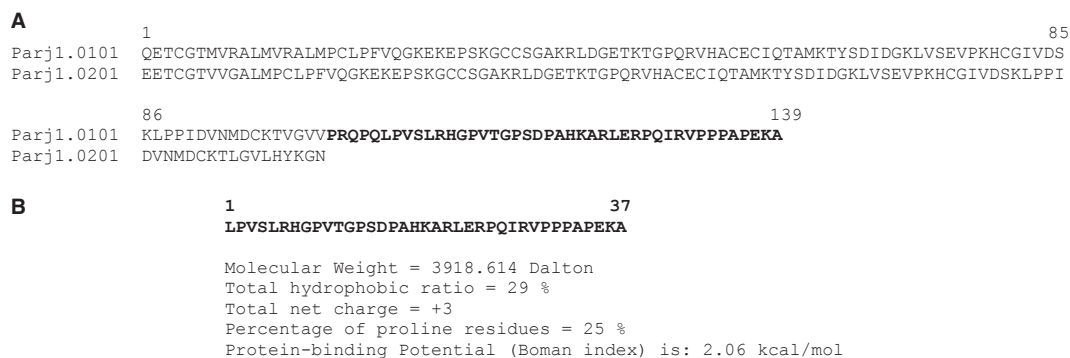 A
1 85
Parj1.0101 QETCGTMVRALMVRALMPCLPFVQGKEKEPSKGCCSGAKRLDGETKTGPQRVHACECIQTAMKTYSDIDGKLVSEVPKHCGIVDS
Parj1.0201 EETCGTVVGALMPCLPFVQGKEKEPSKGCCSGAKRLDGETKTGPQRVHACECIQTAMKTYSDIDGKLVSEVPKHCGIVDSKLPPI
86 139
Parj1.0101 KLPPIDVNMDCKTVGVVPRQPQLPVSLRHGPVTGPSDPAHKARLERPQIRVPPPAPEKA
Parj1.0201 DVNMDCKTLGVLHYKGN
B
1 37
LPVSLRHGPVTGPSDPAHKARLERPQIRVPPPAPEKA
Molecular Weight = 3918.614 Dalton
Total hydrophobic ratio = 29 %
Total net charge = +3
Percentage of proline residues = 25 %
Protein-binding Potential (Boman index) is: 2.06 kcal/mol